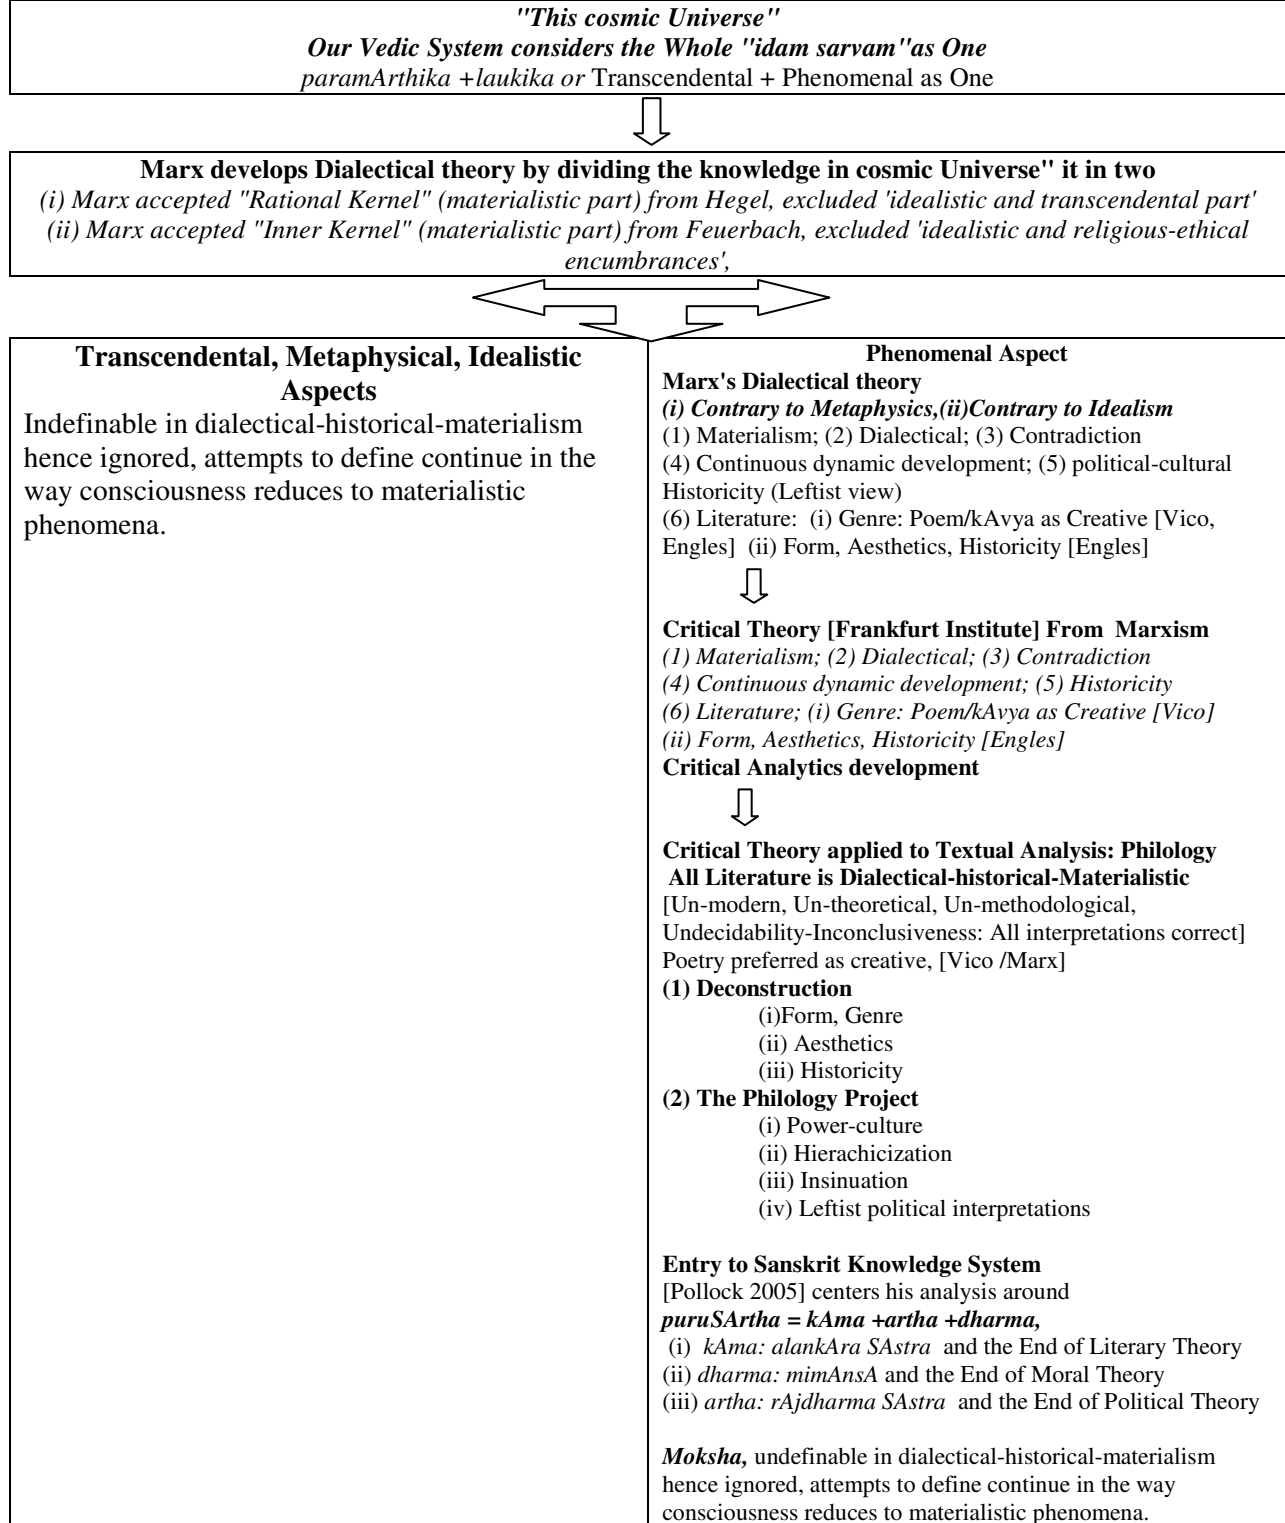 "This cosmic Universe"
Our Vedic System considers the Whole "idam sarvam"as One
paramArthika +laukika or Transcendental + Phenomenal as One
Marx develops Dialectical theory by dividing the knowledge in cosmic Universe" it in two
(i) Marx accepted "Rational Kernel" (materialistic part) from Hegel, excluded 'idealistic and transcendental part'
(ii) Marx accepted "Inner Kernel" (materialistic part) from Feuerbach, excluded 'idealistic and religious-ethical
encumbrances',
Transcendental, Metaphysical, Idealistic
Aspects
Indefinable in dialectical-historical-materialism
hence ignored, attempts to define continue in the
way consciousness reduces to materialistic
phenomena.
Phenomenal Aspect
Marx's Dialectical theory
(i) Contrary to Metaphysics,(ii)Contrary to Idealism
(1) Materialism; (2) Dialectical; (3) Contradiction
(4) Continuous dynamic development; (5) political-cultural
Historicity (Leftist view)
(6) Literature: (i) Genre: Poem/kAvya as Creative [Vico,
Engles] (ii) Form, Aesthetics, Historicity [Engles]
Critical Theory [Frankfurt Institute] From Marxism
(1) Materialism; (2) Dialectical; (3) Contradiction
(4) Continuous dynamic development; (5) Historicity
(6) Literature; (i) Genre: Poem/kAvya as Creative [Vico]
(ii) Form, Aesthetics, Historicity [Engles]
Critical Analytics development
Critical Theory applied to Textual Analysis: Philology
All Literature is Dialectical-historical-Materialistic
[Un-modern, Un-theoretical, Un-methodological,
Undecidability-Inconclusiveness: All interpretations correct]
Poetry preferred as creative, [Vico /Marx]
(1) Deconstruction
(i)Form, Genre
(ii) Aesthetics
(iii) Historicity
(2) The Philology Project
(i) Power-culture
(ii) Hierachicization
(iii) Insinuation
(iv) Leftist political interpretations
Entry to Sanskrit Knowledge System
[Pollock 2005] centers his analysis around
puruSArtha = kAma +artha +dharma,
(i) kAma: alankAra SAstra and the End of Literary Theory
(ii) dharma: mimAnsA and the End of Moral Theory
(iii) artha: rAjdharma SAstra and the End of Political Theory
Moksha, undefinable in dialectical-historical-materialism
hence ignored, attempts to define continue in the way
consciousness reduces to materialistic phenomena.